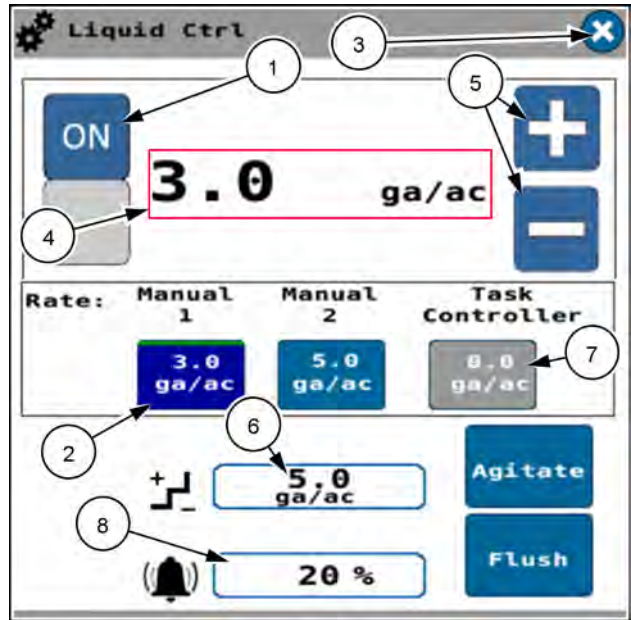 Liquid Ctrl
3
1
5
ON
3.0 ga/ac
4
Rate: Manual 1 Manual 2 Task Controller
3.0 ga/ac 5.0 ga/ac 0.0 ga/ac
7
2
6
5.0 ga/ac
Agitate
8
20 %
Flush